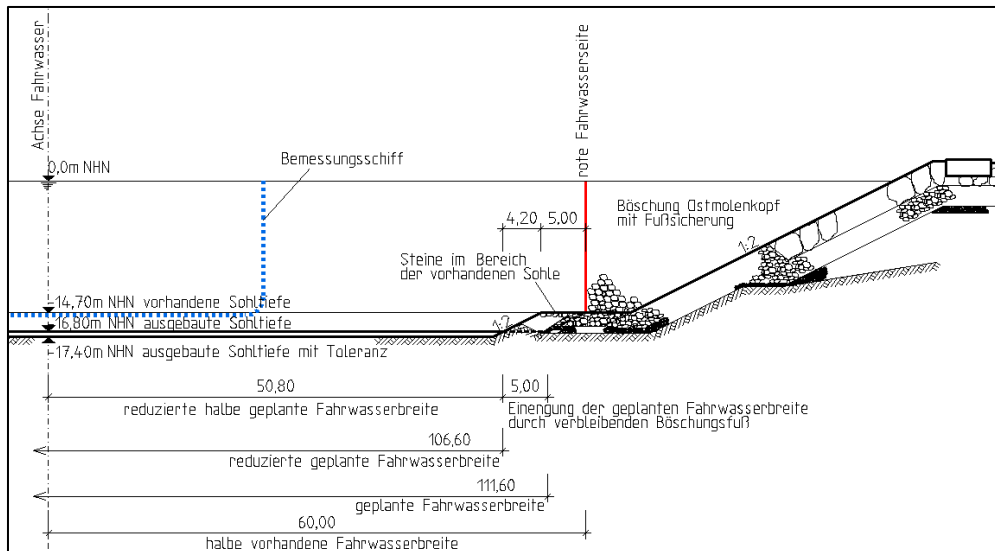 Achse Fahrwasser
rote Fahrwasserseite
0,0m NHN
Bemessungsschiff
4,20
5,00
Böschung Ostmolenkopf
mit Fußsicherung
Steine im Bereich
der vorhandenen Sohle
1:2
-14,70m NHN vorhandene Sohltiefe
-16,80m NHN ausgebaute Sohltiefe
1:2
-17,40m NHN ausgebaute Sohltiefe mit Toleranz
50,80
5,00
reduzierte halbe geplante Fahrwasserbreite
Einengung der geplanten Fahrwasserbreite
durch verbleibenden Böschungsfuß
106,60
reduzierte geplante Fahrwasserbreite
111,60
geplante Fahrwasserbreite
60,00
halbe vorhandene Fahrwasserbreite